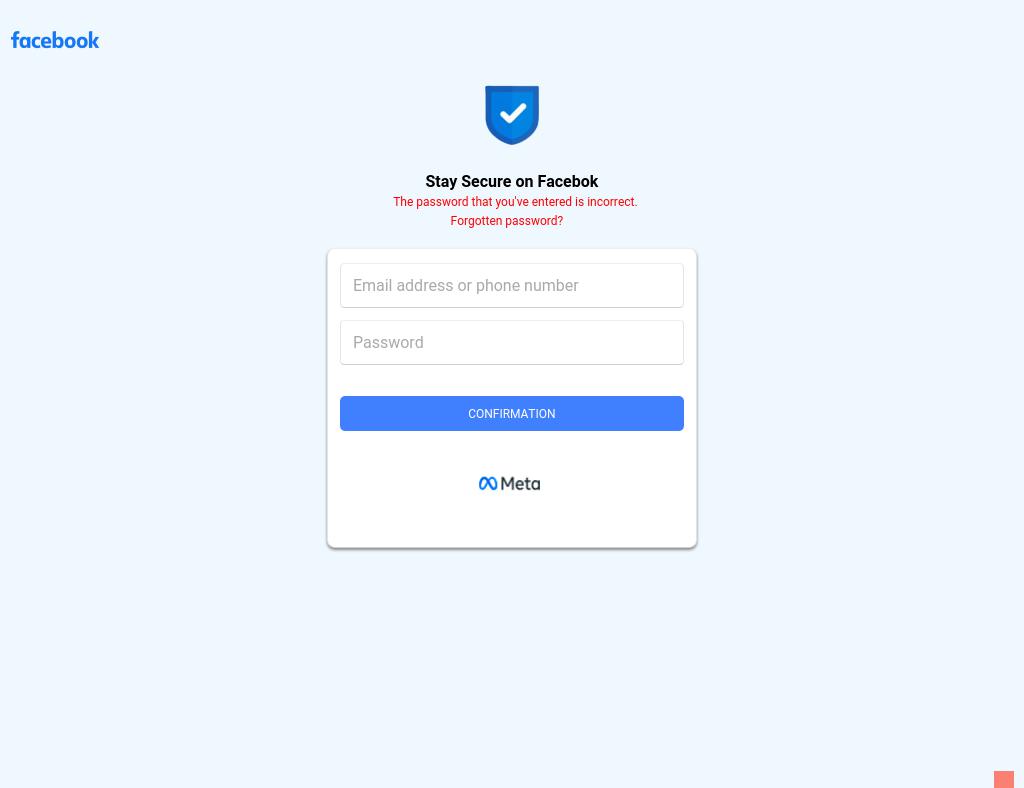 facebook
Stay Secure on Facebok
The password that you've entered is incorrect.
Forgotten password?
Email address or phone number
Password
CONFIRMATION
Meta